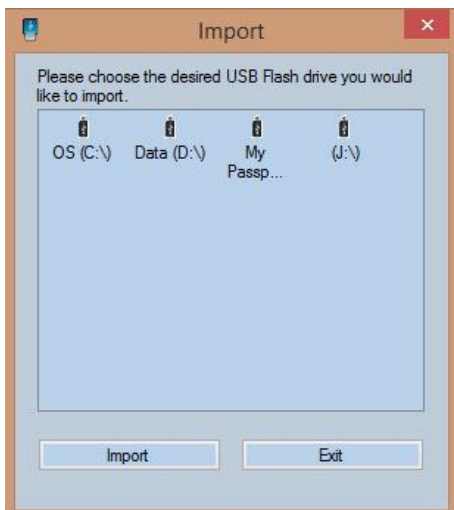 Import
Please choose the desired USB Flash drive you would
like to import.
OS (C:\) Data (D:\) My (J:\)
Passp...
Import Exit